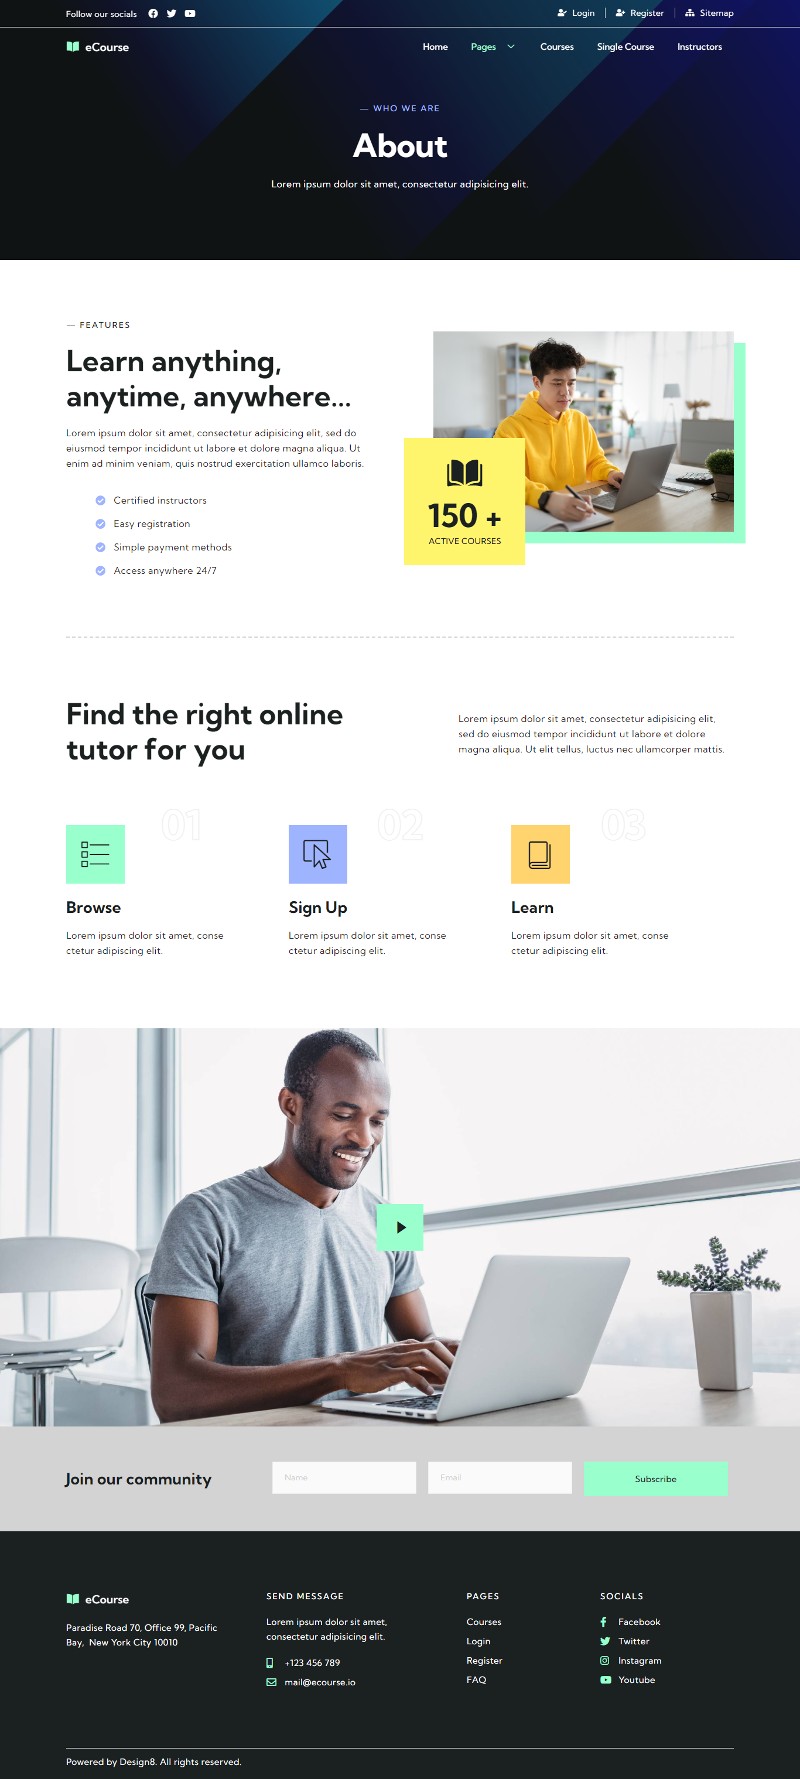 Follow our socials
Login
Register
Sitemap
eCourse
Home
Pages
Courses
Single Course
Instructors
— WHO WE ARE
About
Lorem ipsum dolor sit amet, consectetur adipisicing elit.
— FEATURES
Learn anything,
anytime, anywhere...
Lorem ipsum dolor sit amet, consectetur adipisicing elit, sed do
eiusmod tempor incididunt ut labore et dolore magna aliqua. Ut
enim ad minim veniam, quis nostrud exercitation ullamco laboris.
Certified instructors
Easy registration
Simple payment methods
Access anywhere 24/7
150 +
ACTIVE COURSES
Find the right online
tutor for you
Lorem ipsum dolor sit amet, consectetur adipiscing elit,
sed do eiusmod tempor incididunt ut labore et dolore
magna aliqua. Ut elit tellus, luctus nec ullamcorper mattis.
01
Browse
Lorem ipsum dolor sit amet, conse
ctetur adipiscing elit.
02
Sign Up
Lorem ipsum dolor sit amet, conse
ctetur adipiscing elit.
03
Learn
Lorem ipsum dolor sit amet, conse
ctetur adipiscing elit.
Join our community
Name
Email
Subscribe
eCourse
Paradise Road 70, Office 99, Pacific
Bay, New York City 10010
SEND MESSAGE
Lorem ipsum dolor sit amet,
consectetur adipisicing elit.
+123 456 789
mail@ecourse.io
PAGES
Courses
Login
Register
FAQ
SOCIALS
Facebook
Twitter
Instagram
Youtube
Powered by Design8. All rights reserved.